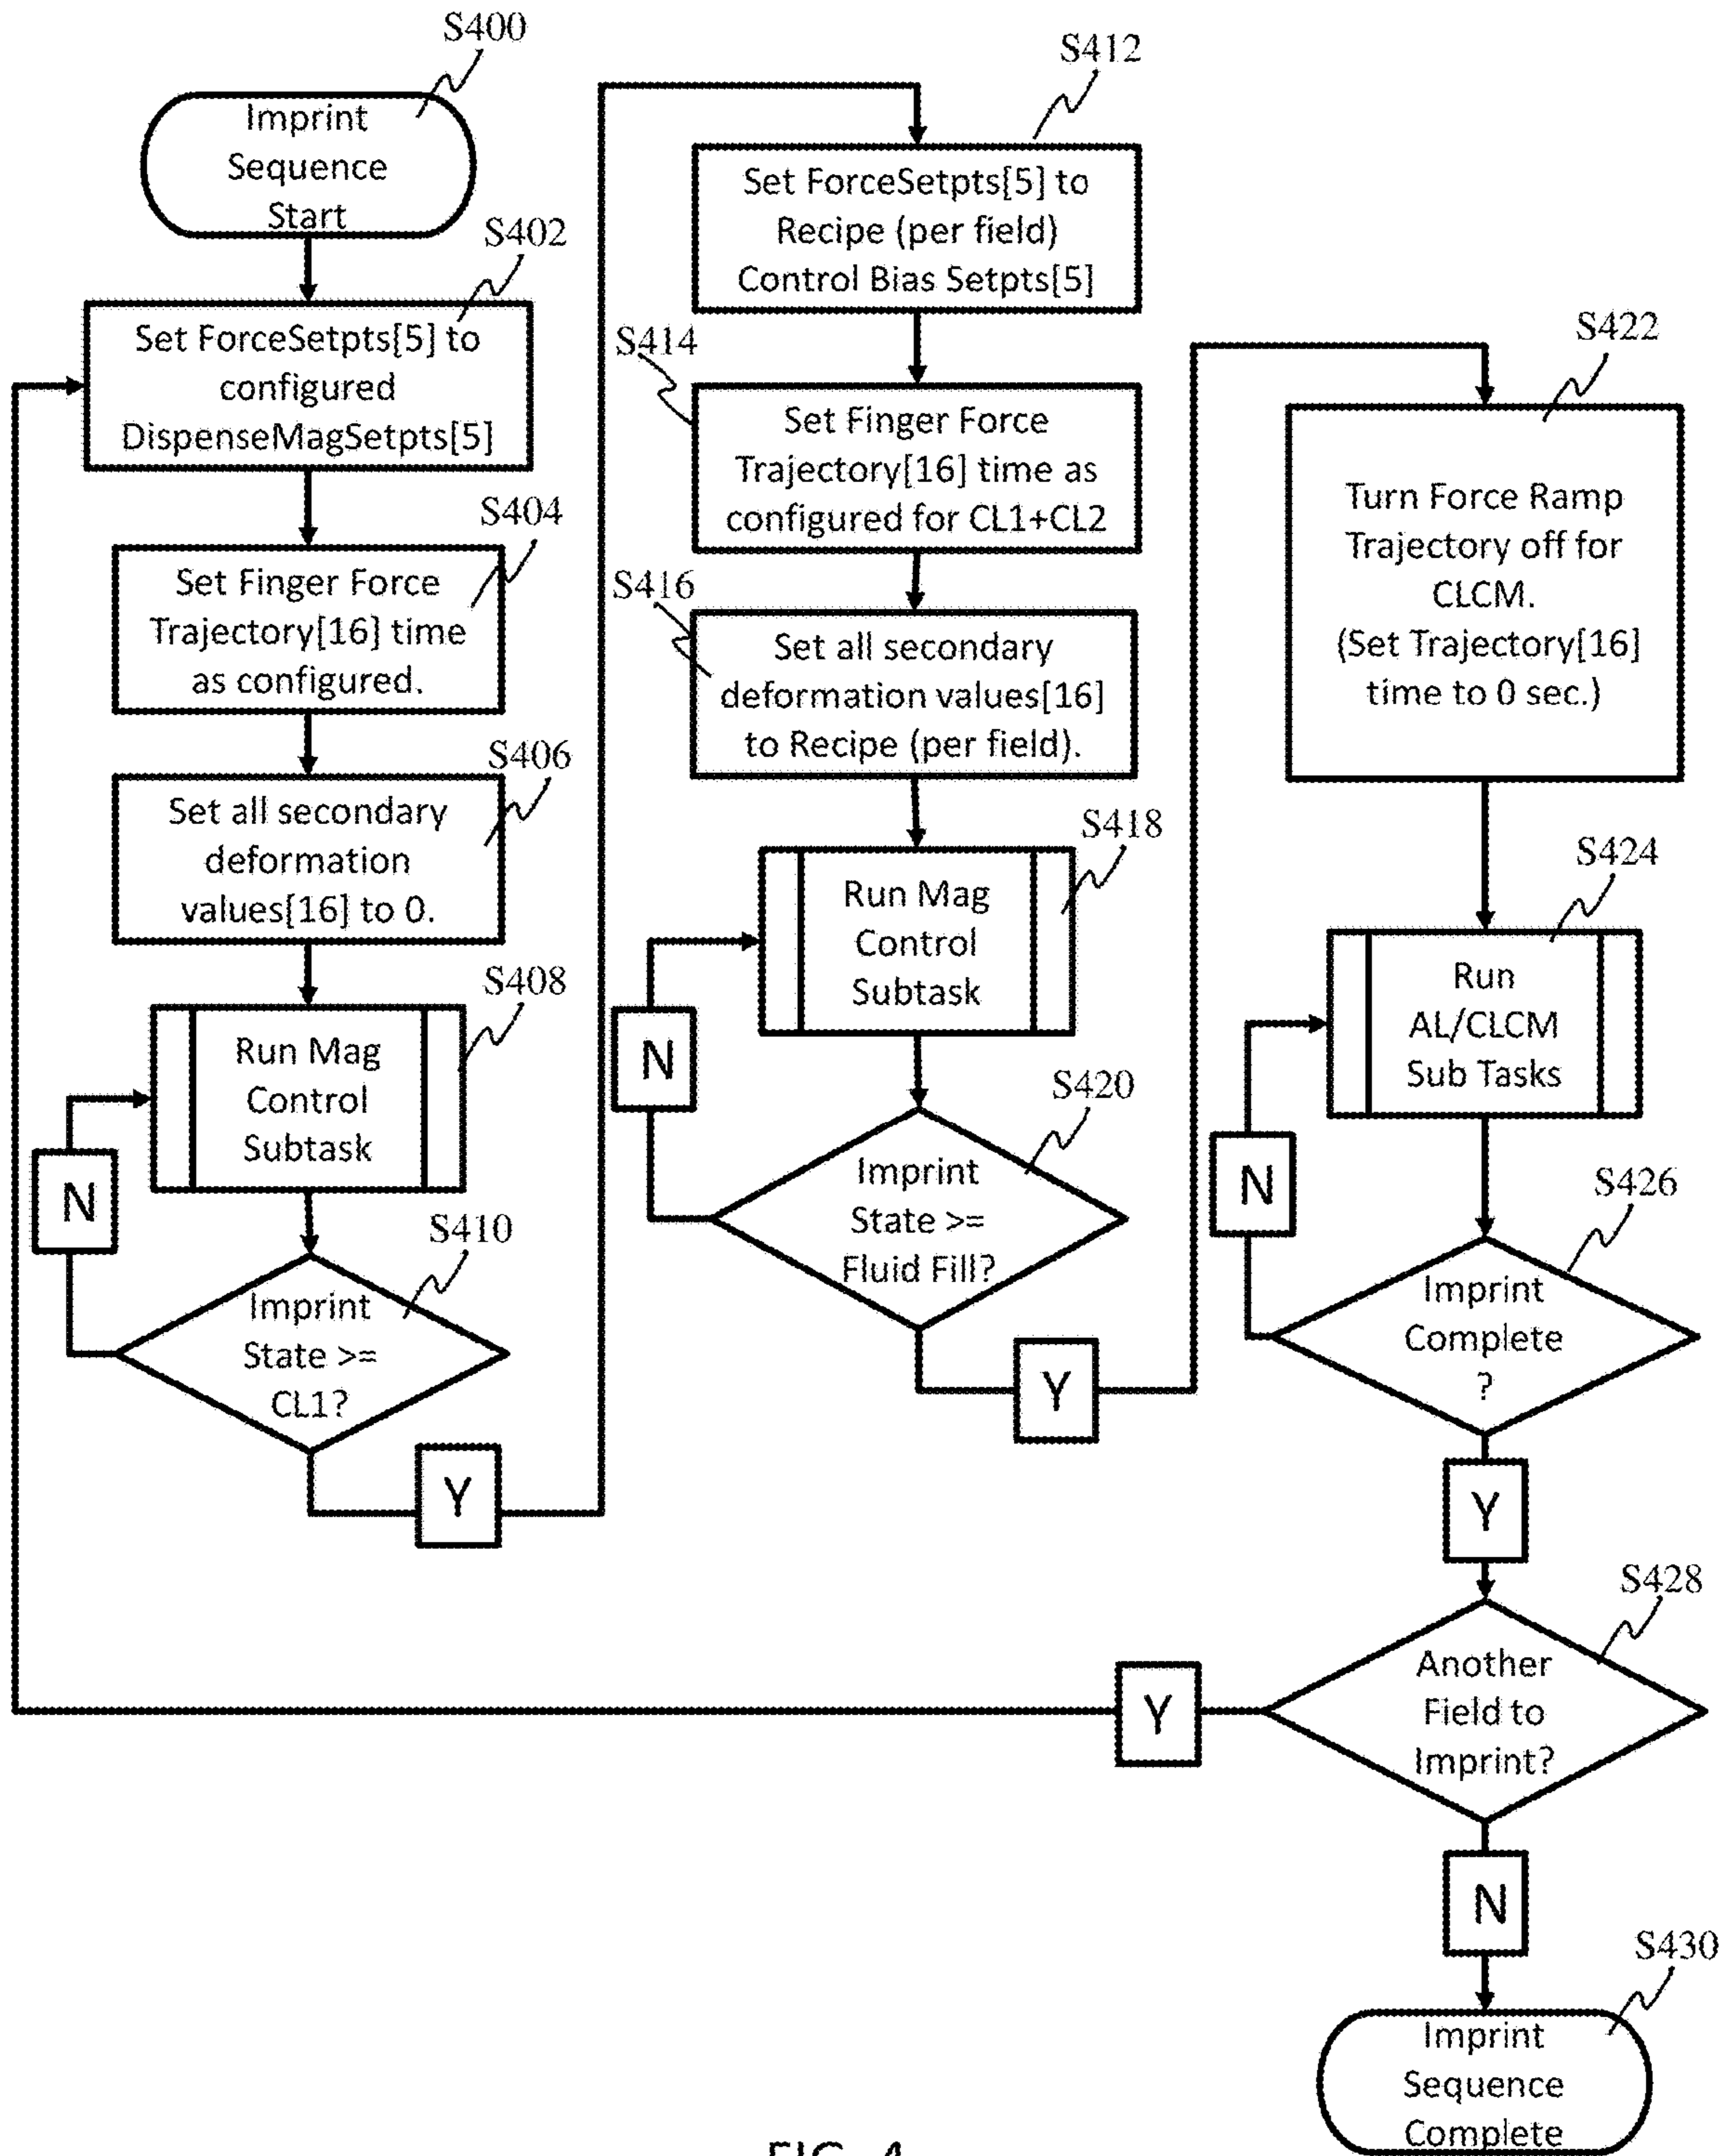 S400
Imprint
Sequence
Start
S402
Set ForceSetpts[5] to
configured
DispenseMagSetpts[5]
S404
Set Finger Force
Trajectory[16] time
as configured.
S406
Set all secondary
deformation
values[16] to 0.
S408
Run Mag
Control
Subtask
N
S410
Imprint
State >=
CL1?
Y
S412
Set ForceSetpts[5] to
Recipe (per field)
Control Bias Setpts[5]
S414
Set Finger Force
Trajectory[16] time as
configured for CL1+CL2
S416
Set all secondary
deformation values[16]
to Recipe (per field).
S418
Run Mag
Control
Subtask
N
S420
Imprint
State >=
Fluid Fill?
Y
S422
Turn Force Ramp
Trajectory off for
CLCM.
(Set Trajectory[16]
time to 0 sec.)
S424
Run
AL/CLCM
Sub Tasks
N
S426
Imprint
Complete
?
Y
S428
Another
Field to
Imprint?
Y
N
S430
Imprint
Sequence
Complete
FIG. 4